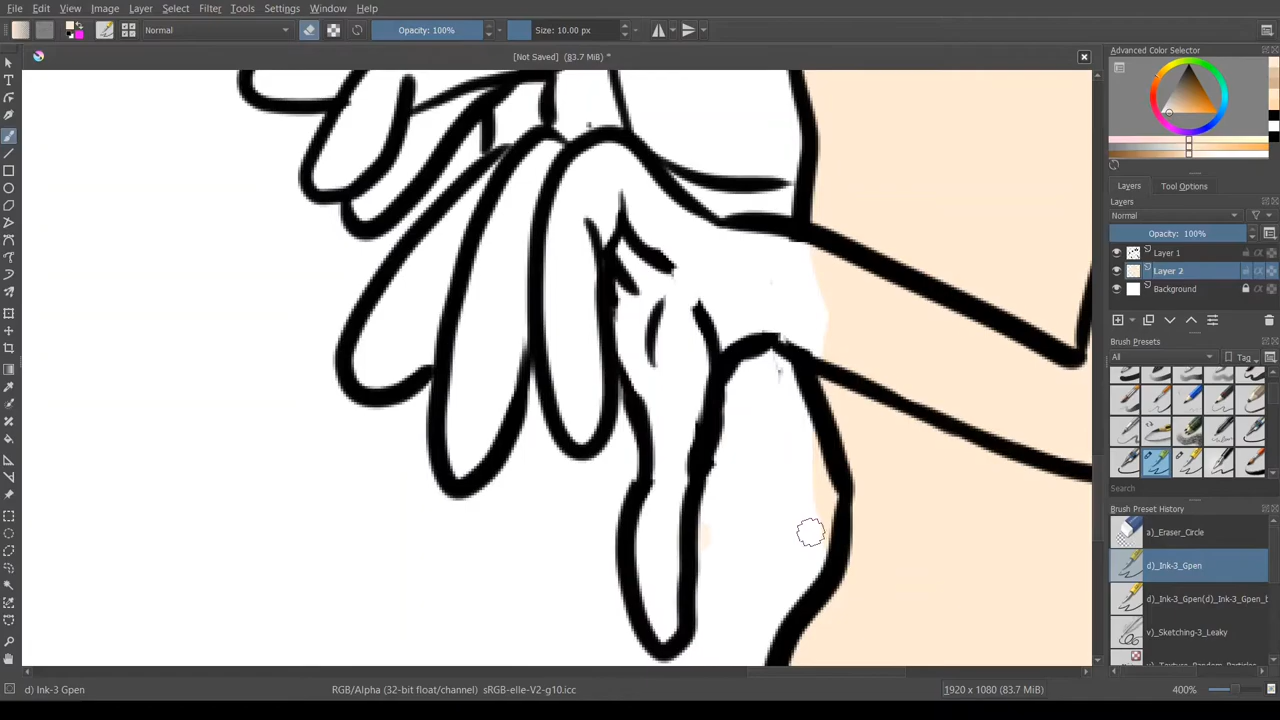 File Edit View Image Layer Select Filter Tools Settings Window Help
Normal Opacity: 100% Size: 10.00 px
[Not Saved] (83.7 MiB) *
Advanced Color Selector
Layers Tool Options
Layers
Normal
Opacity: 100%
Layer 1
Layer 2
Background
Brush Presets
All Tag
Search
Brush Preset History
a)_Eraser_Circle
d)_Ink-3_Gpen
d)_Ink-3_Gpen(d)_Ink-3_Gpen_b
v)_Sketching-3_Leaky
d) Ink-3 Gpen RGB/Alpha (32-bit float/channel) sRGB-elle-V2-g10.icc 1920 x 1080 (83.7 MiB) 400%